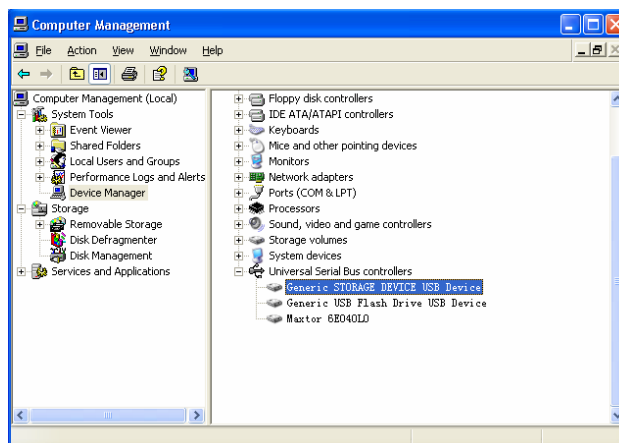 Computer Management
File Action View Window Help
Computer Management (Local)
System Tools
Event Viewer
Shared Folders
Local Users and Groups
Performance Logs and Alerts
Device Manager
Storage
Removable Storage
Disk Defragmenter
Disk Management
Services and Applications
Floppy disk controllers
IDE ATA/ATAPI controllers
Keyboards
Mice and other pointing devices
Monitors
Network adapters
Ports (COM & LPT)
Processors
Sound, video and game controllers
Storage volumes
System devices
Universal Serial Bus controllers
Generic STORAGE DEVICE USB Device
Generic USB Flash Drive USB Device
Maxtor 6E040L0